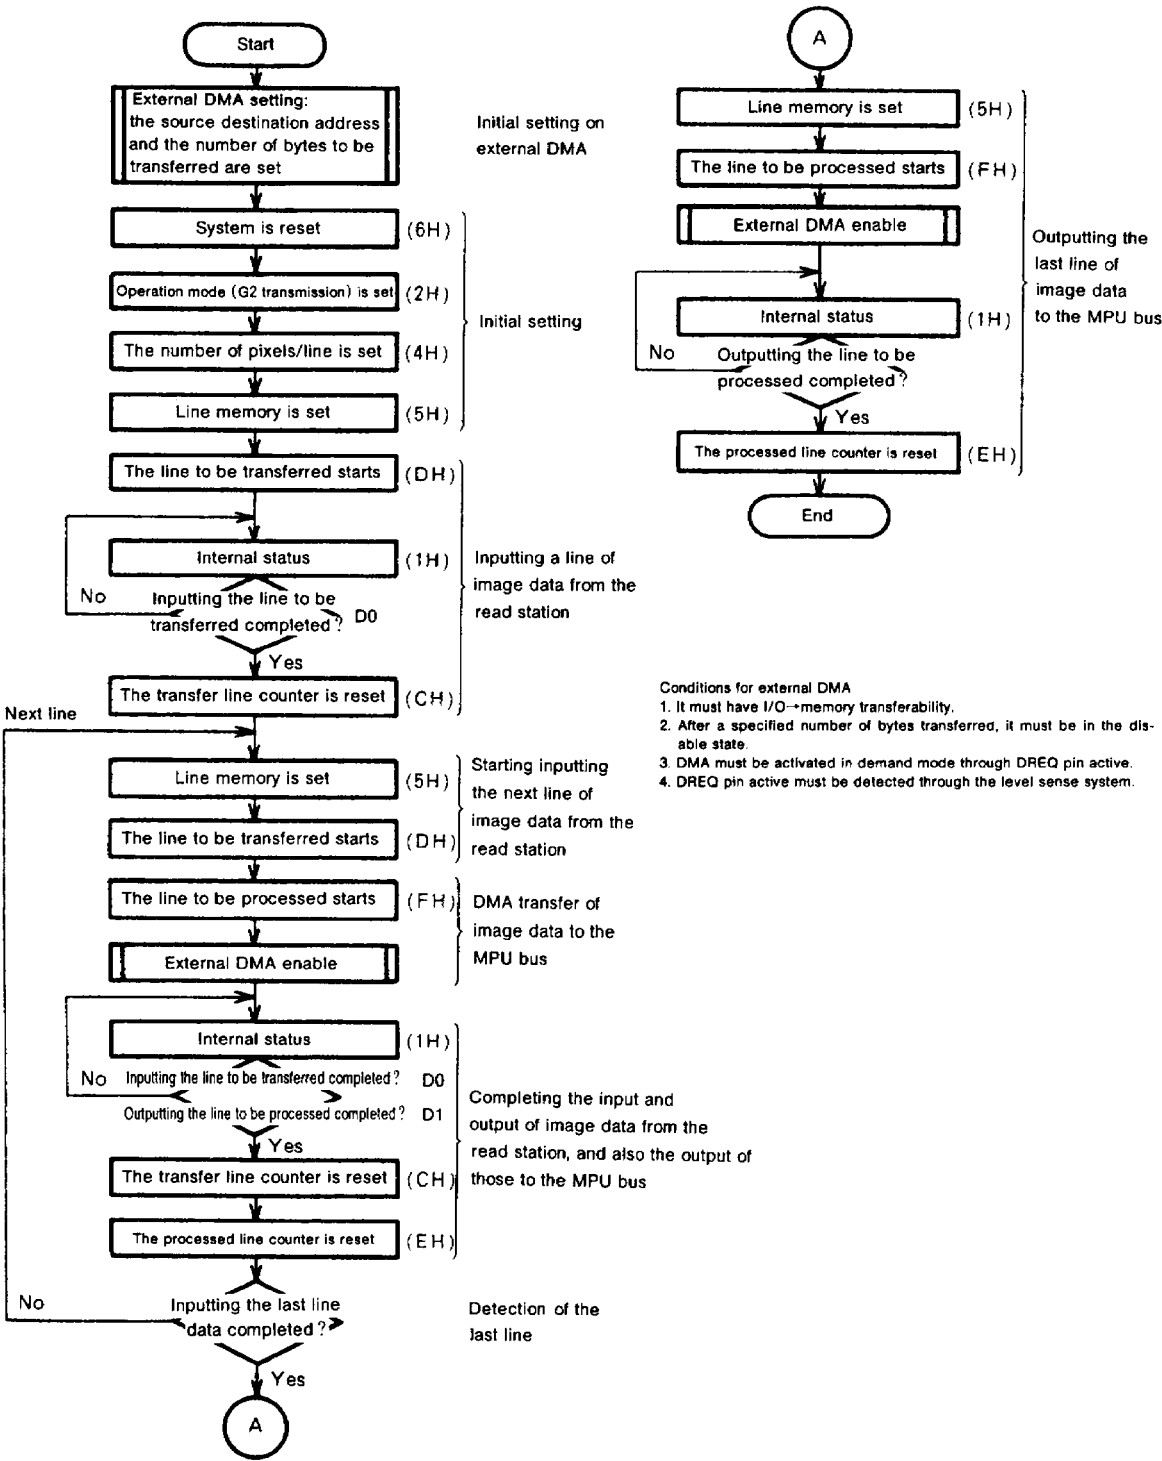 Start
External DMA setting:
the source destination address
and the number of bytes to be
transferred are set
Initial setting on
external DMA
System is reset
(6H)
Operation mode (G2 transmission) is set
(2H)
The number of pixels/line is set
(4H)
Line memory is set
(5H)
Initial setting
The line to be transferred starts
(DH)
Internal status
(1H)
No
Inputting the line to be
transferred completed?
D0
Yes
The transfer line counter is reset
(CH)
Inputting a line of
image data from the
read station
Next line
Line memory is set
(5H)
The line to be transferred starts
(DH)
Starting inputting
the next line of
image data from the
read station
The line to be processed starts
(FH)
External DMA enable
DMA transfer of
image data to the
MPU bus
Internal status
(1H)
No
Inputting the line to be transferred completed?
D0
Outputting the line to be processed completed?
D1
Yes
The transfer line counter is reset
(CH)
The processed line counter is reset
(EH)
Completing the input and
output of image data from the
read station, and also the output of
those to the MPU bus
No
Inputting the last line
data completed?
Detection of the
last line
Yes
A
A
Line memory is set
(5H)
The line to be processed starts
(FH)
External DMA enable
Internal status
(1H)
No
Outputting the line to be
processed completed?
Yes
The processed line counter is reset
(EH)
End
Outputting the
last line of
image data
to the MPU bus
Conditions for external DMA
1. It must have I/O→memory transferability.
2. After a specified number of bytes transferred, it must be in the dis-
able state.
3. DMA must be activated in demand mode through DREQ pin active.
4. DREQ pin active must be detected through the level sense system.